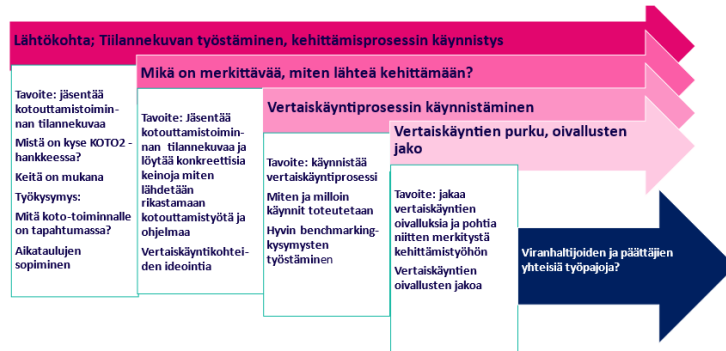 Lähtökohta; Tiilannekuvan työstäminen, kehittämisprosessin käynnistys
Mikä on merkittävää, miten lähteä kehittämään?
Tavoite: jäsentää
kotouttamistoimin-
nan tilannekuvaa
Mistä on kyse KOTO2 -
hankkeessa?
Keitä on mukana
Työkysymys:
Mitä koto-toiminnalle
on tapahtumassa?
Aikataulujen
sopiminen
Tavoite: Jäsentää
kotouttamistoimin-
nan tilannekuvaa ja
löytää konkreettisia
keinoja miten
lähdetään
rikastamaan
kotouttamistyötä ja
ohjelmaa
Vertaiskäyntikohtei-
den ideointia
Vertaiskäyntiprosessin käynnistäminen
Tavoite: käynnistää
vertaiskäyntiprosessi
Miten ja milloin
käynnit toteutetaan
Hyvin benchmarking-
kysymysten
työstäminen
Vertaiskäyntien purku, oivallusten
jako
Tavoite: jakaa
vertaiskäyntien
oivalluksia ja pohtia
niitten merkitystä
kehittämistyöhön
Vertaiskäyntien
oivallusten jakoa
Viranhaltijoiden ja päättäjien
yhteisiä työpajoja?